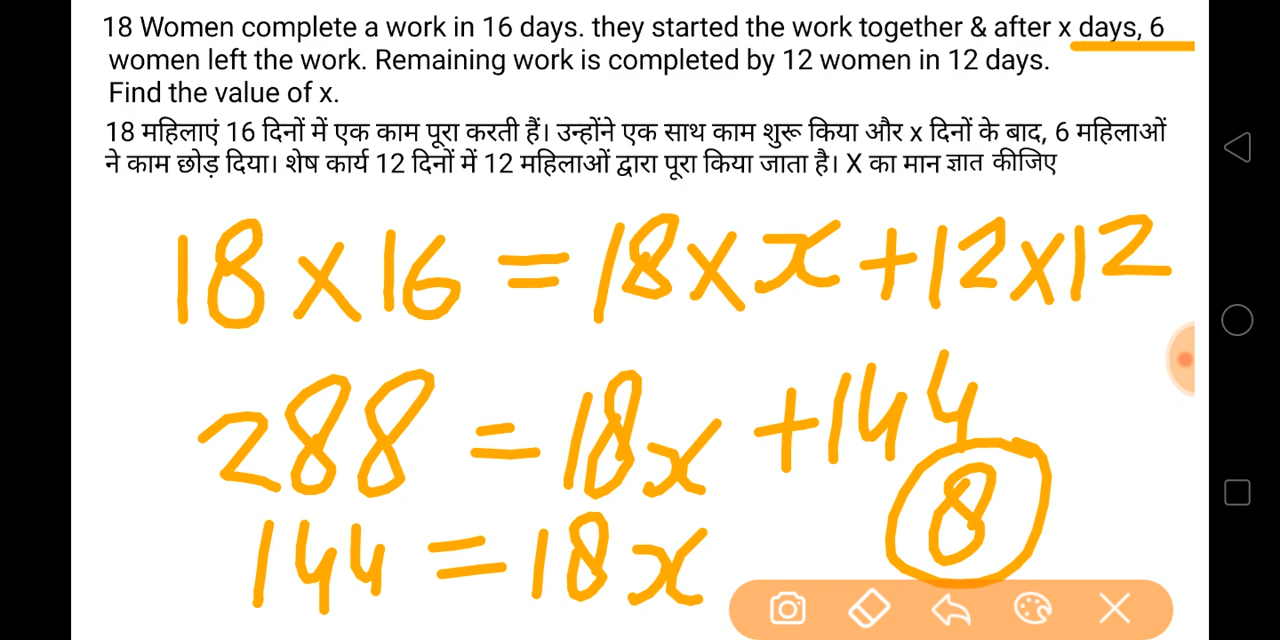 18 Women complete a work in 16 days. they started the work together & after x days, 6
women left the work. Remaining work is completed by 12 women in 12 days.
Find the value of x.
18 महिलाएं 16 दिनों में एक काम पूरा करती हैं। उन्होंने एक साथ काम शुरू किया और x दिनों के बाद, 6 महिलाओं
ने काम छोड़ दिया। शेष कार्य 12 दिनों में 12 महिलाओं द्वारा पूरा किया जाता है। X का मान ज्ञात कीजिए
18 × 16 = 18 × x + 12 × 12
288 = 18x + 144
144 = 18x
8